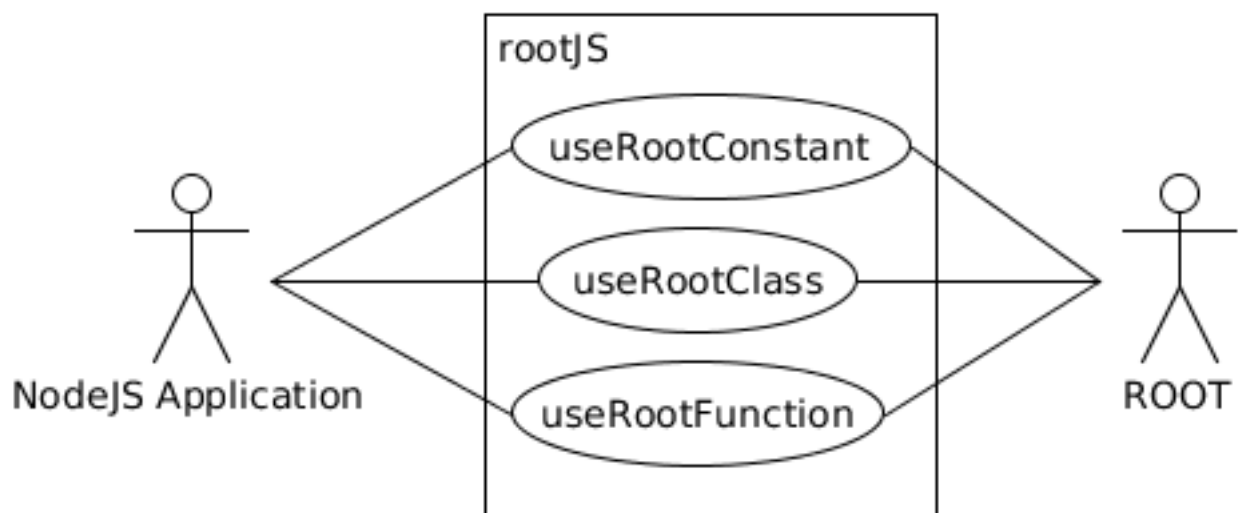 rootJS
useRootConstant
useRootClass
useRootFunction
NodeJS Application
ROOT